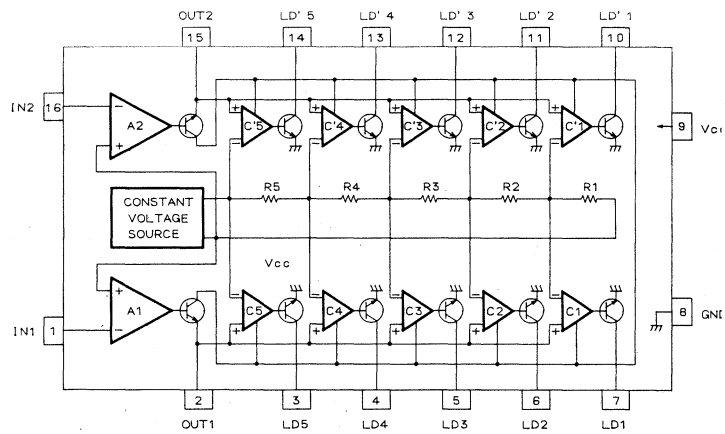 OUT2 LD'5 LD'4 LD'3 LD'2 LD'1
15 14 13 12 11 10
IN2 16
A2
C'5 C'4 C'3 C'2 C'1
9 Vcc
R5 R4 R3 R2 R1
CONSTANT
VOLTAGE
SOURCE
Vcc
A1
C5 C4 C3 C2 C1
8 GND
IN1 1
2 3 4 5 6 7
OUT1 LD5 LD4 LD3 LD2 LD1